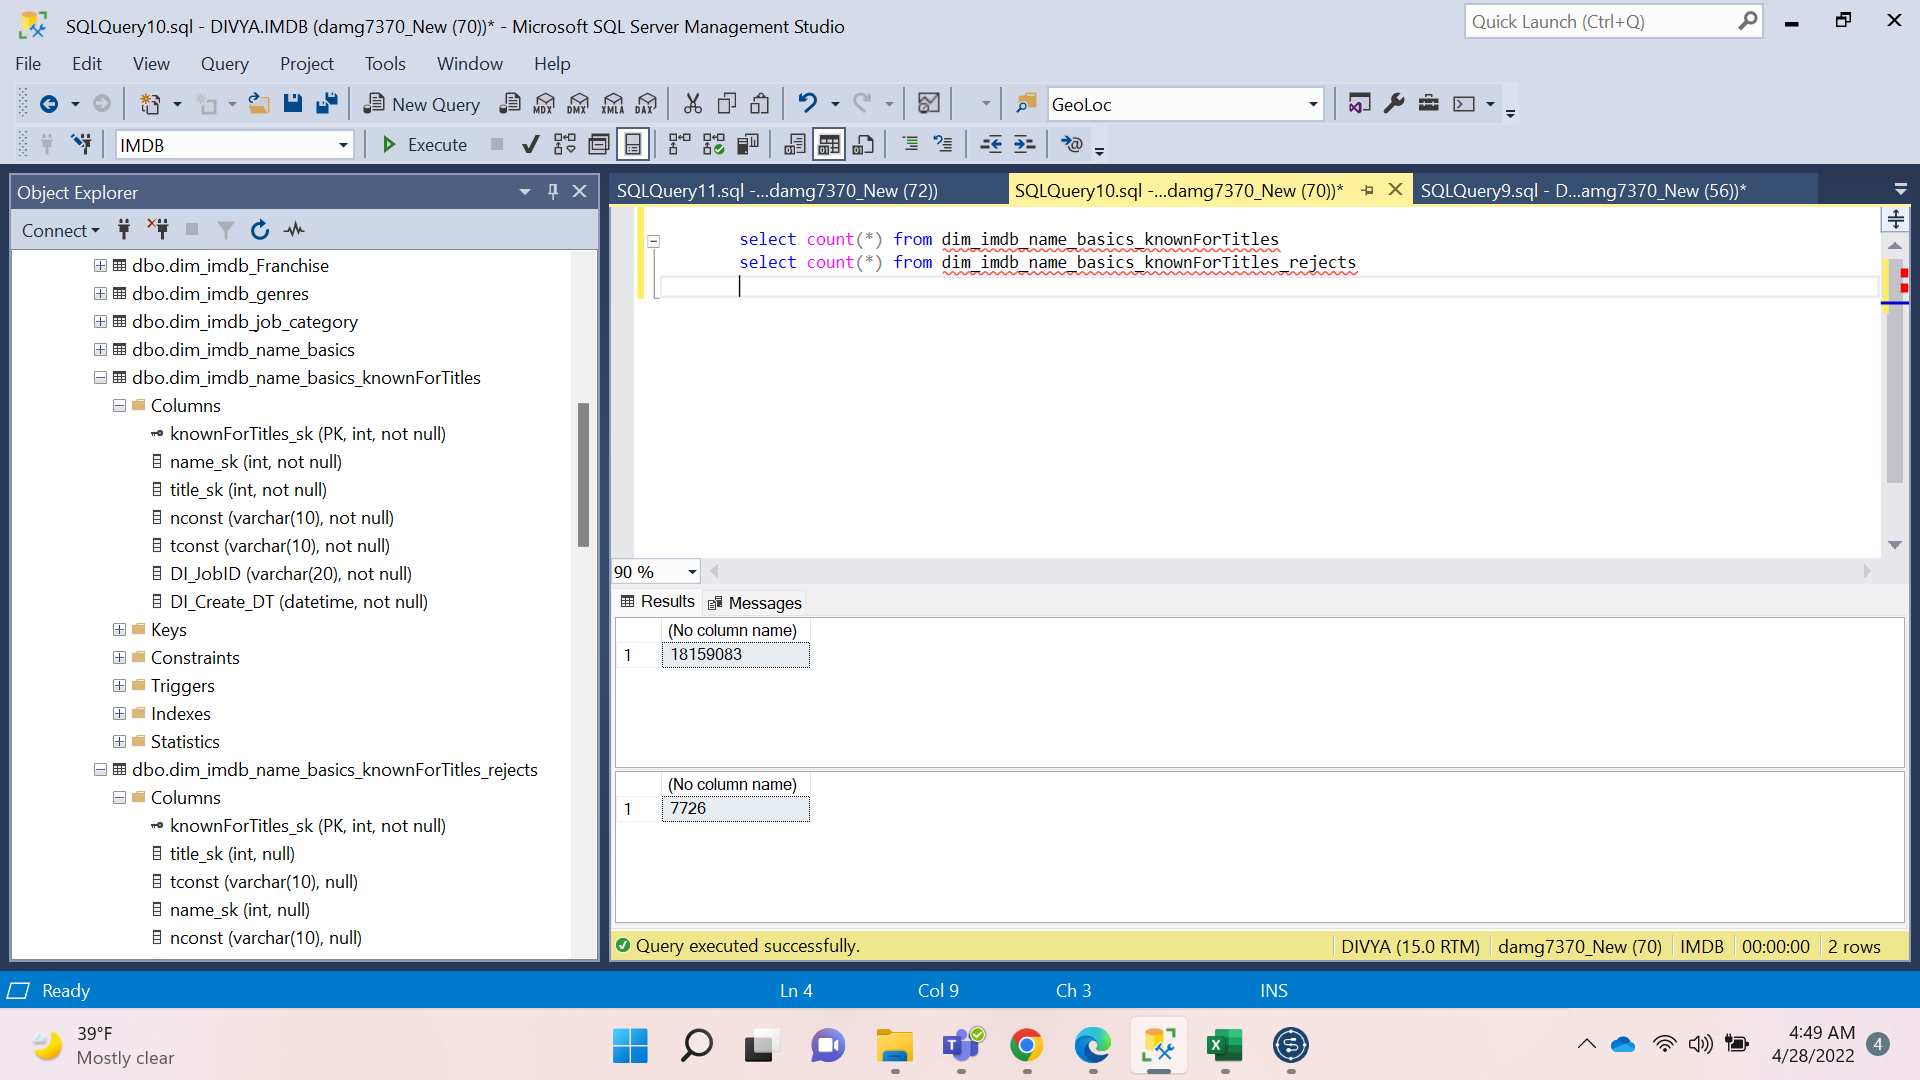 SQLQuery10.sql - DIVYA.IMDB (damg7370_New (70))* - Microsoft SQL Server Management Studio
Quick Launch (Ctrl+Q)
File Edit View Query Project Tools Window Help
New Query MDX DMX XMLA DAX GeoLoc
IMDB Execute
Object Explorer
SQLQuery11.sql -...damg7370_New (72)) SQLQuery10.sql -...damg7370_New (70))* SQLQuery9.sql - D...amg7370_New (56))*
Connect
dbo.dim_imdb_Franchise
dbo.dim_imdb_genres
dbo.dim_imdb_job_category
dbo.dim_imdb_name_basics
dbo.dim_imdb_name_basics_knownForTitles
Columns
knownForTitles_sk (PK, int, not null)
name_sk (int, not null)
title_sk (int, not null)
nconst (varchar(10), not null)
tconst (varchar(10), not null)
DI_JobID (varchar(20), not null)
DI_Create_DT (datetime, not null)
Keys
Constraints
Triggers
Indexes
Statistics
dbo.dim_imdb_name_basics_knownForTitles_rejects
Columns
knownForTitles_sk (PK, int, not null)
title_sk (int, null)
tconst (varchar(10), null)
name_sk (int, null)
nconst (varchar(10), null)
select count(*) from dim_imdb_name_basics_knownForTitles
select count(*) from dim_imdb_name_basics_knownForTitles_rejects
90 %
Results Messages
(No column name)
1 18159083
(No column name)
1 7726
Query executed successfully. DIVYA (15.0 RTM) damg7370_New (70) IMDB 00:00:00 2 rows
Ready Ln 4 Col 9 Ch 3 INS
39°F
Mostly clear
4:49 AM
4/28/2022
4